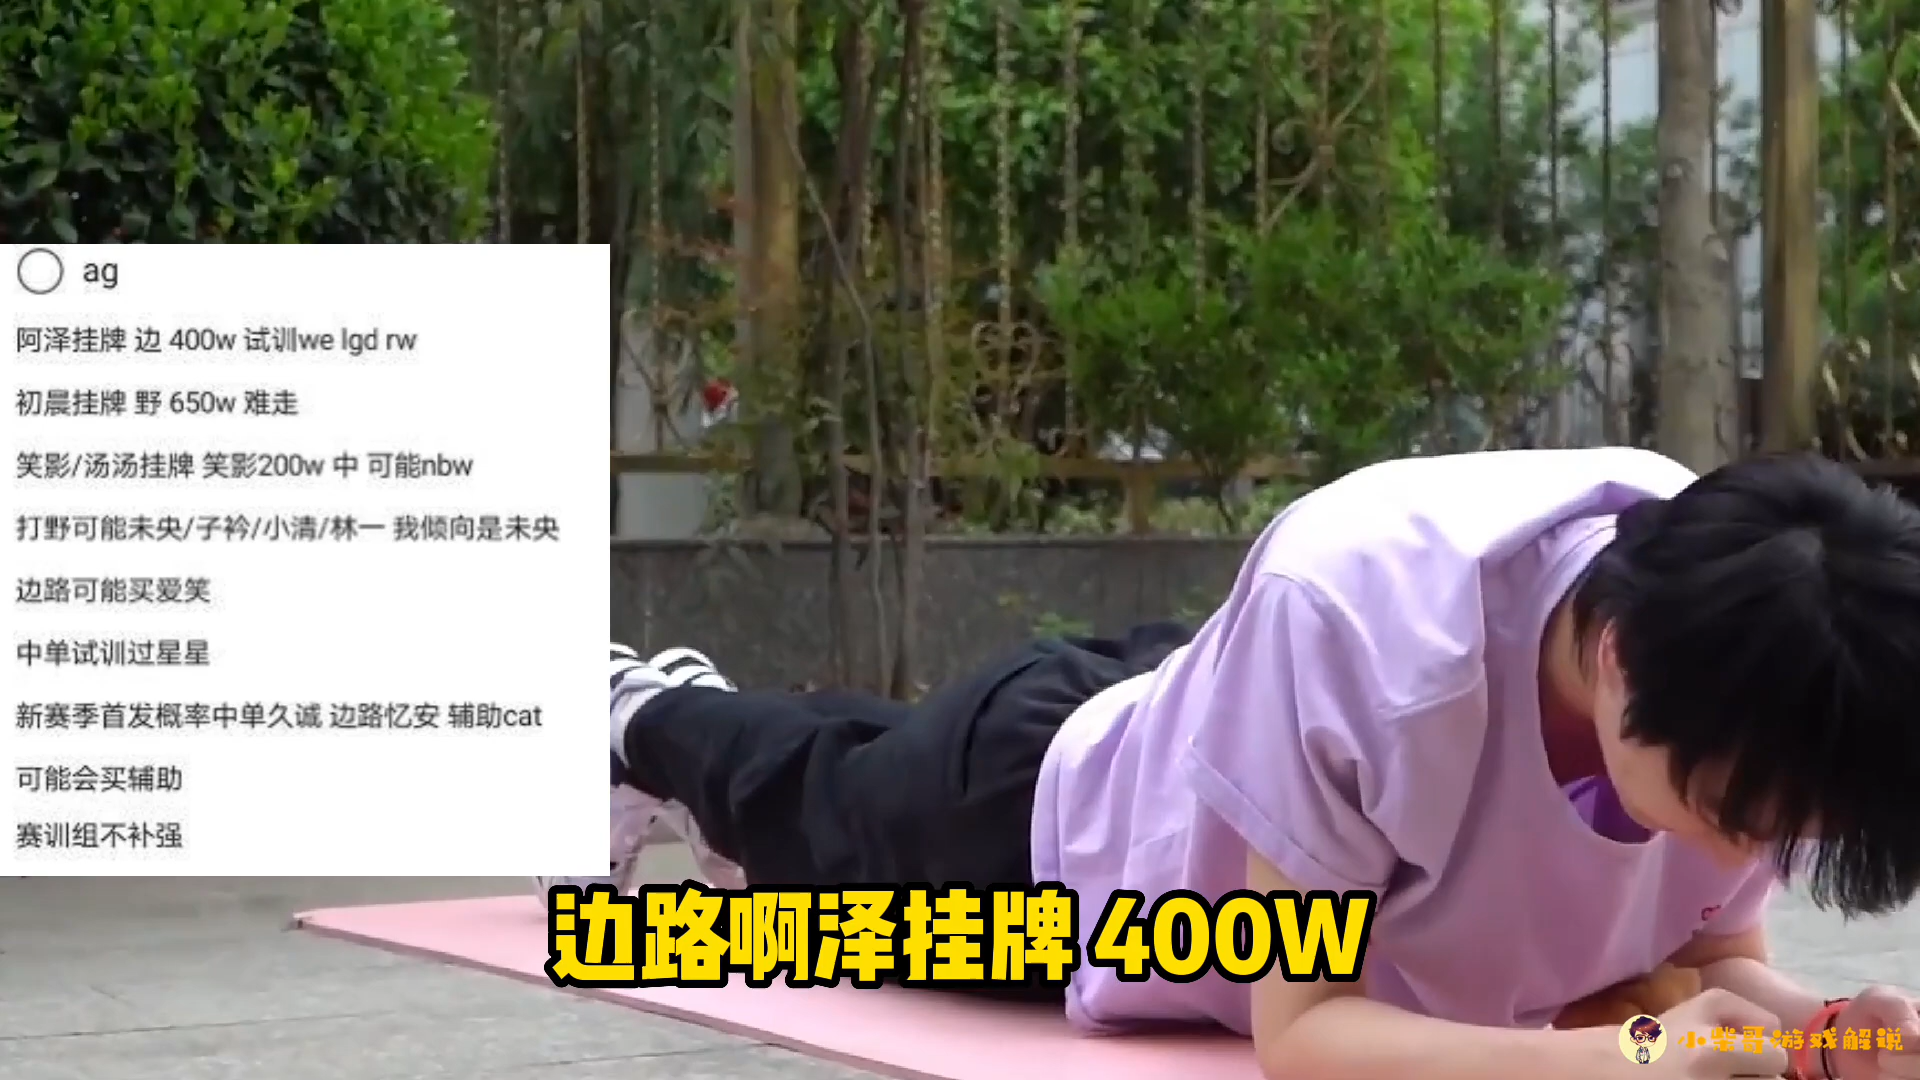 ag
阿泽挂牌 边 400w 试训we lgd rw
初晨挂牌 野 650w 难走
笑影/汤汤挂牌 笑影200w 中 可能nbw
打野可能未央/子衿/小清/林一 我倾向是未央
边路可能买爱笑
中单试训过星星
新赛季首发概率中单久诚 边路忆安 辅助cat
可能会买辅助
赛训组不补强
边路啊泽挂牌 400W
小柴哥游戏解说